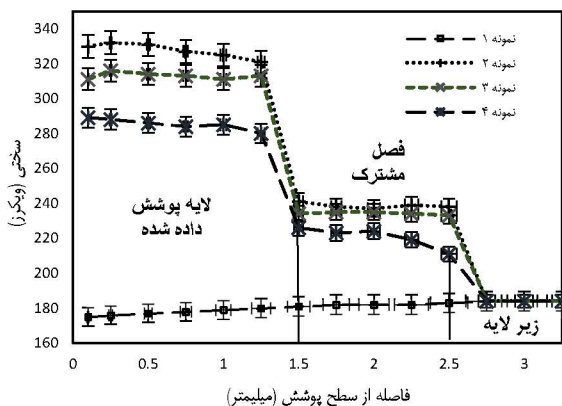 340
320
300
280
260
240
220
200
180
160
سختی (ویکرز)
نمونه ۱
نمونه ۲
نمونه ۳
نمونه ۴
لایه پوشش
داده شده
فصل
مشترک
زیر لایه
0 0.5 1 1.5 2 2.5 3
فاصله از سطح پوشش (میلیمتر)